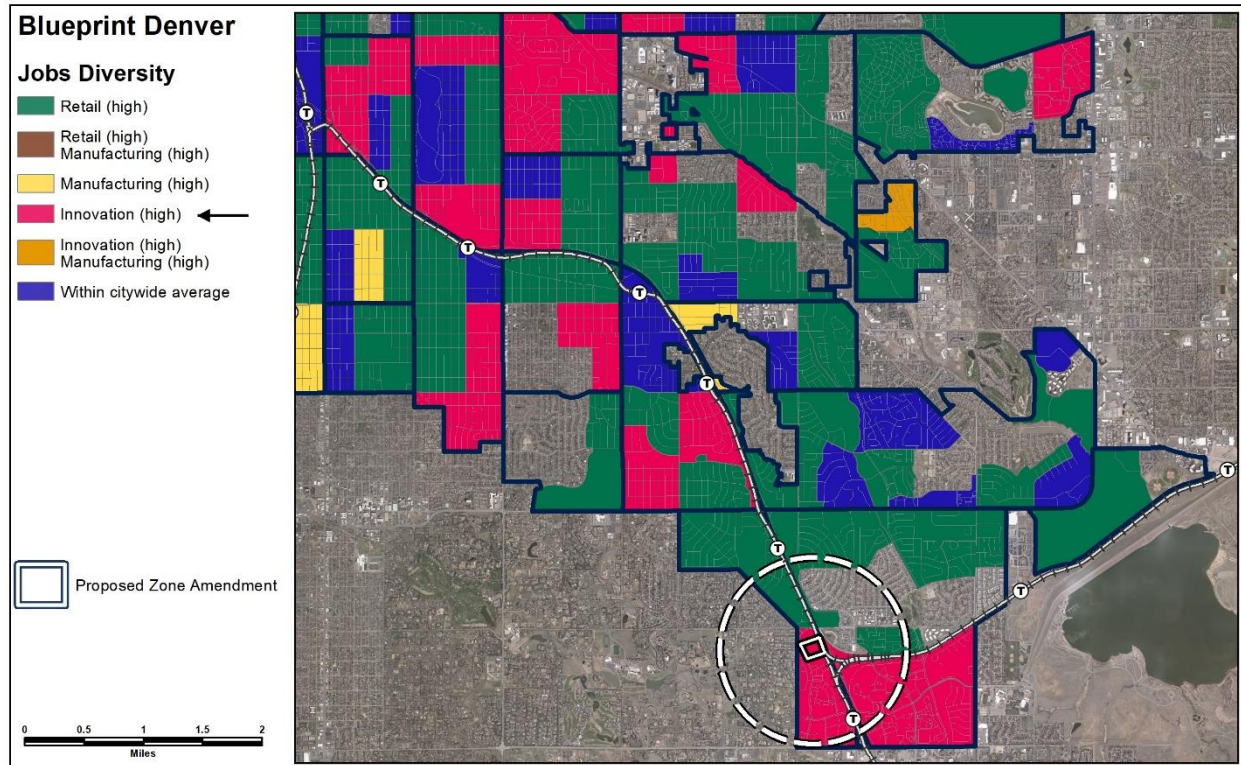 Blueprint Denver
Jobs Diversity
Retail (high)
Retail (high)
Manufacturing (high)
Manufacturing (high)
Innovation (high)
Innovation (high)
Manufacturing (high)
Within citywide average
Proposed Zone Amendment
0 0.5 1 1.5 2
Miles
T
T
T
T
T
T
T
T
T